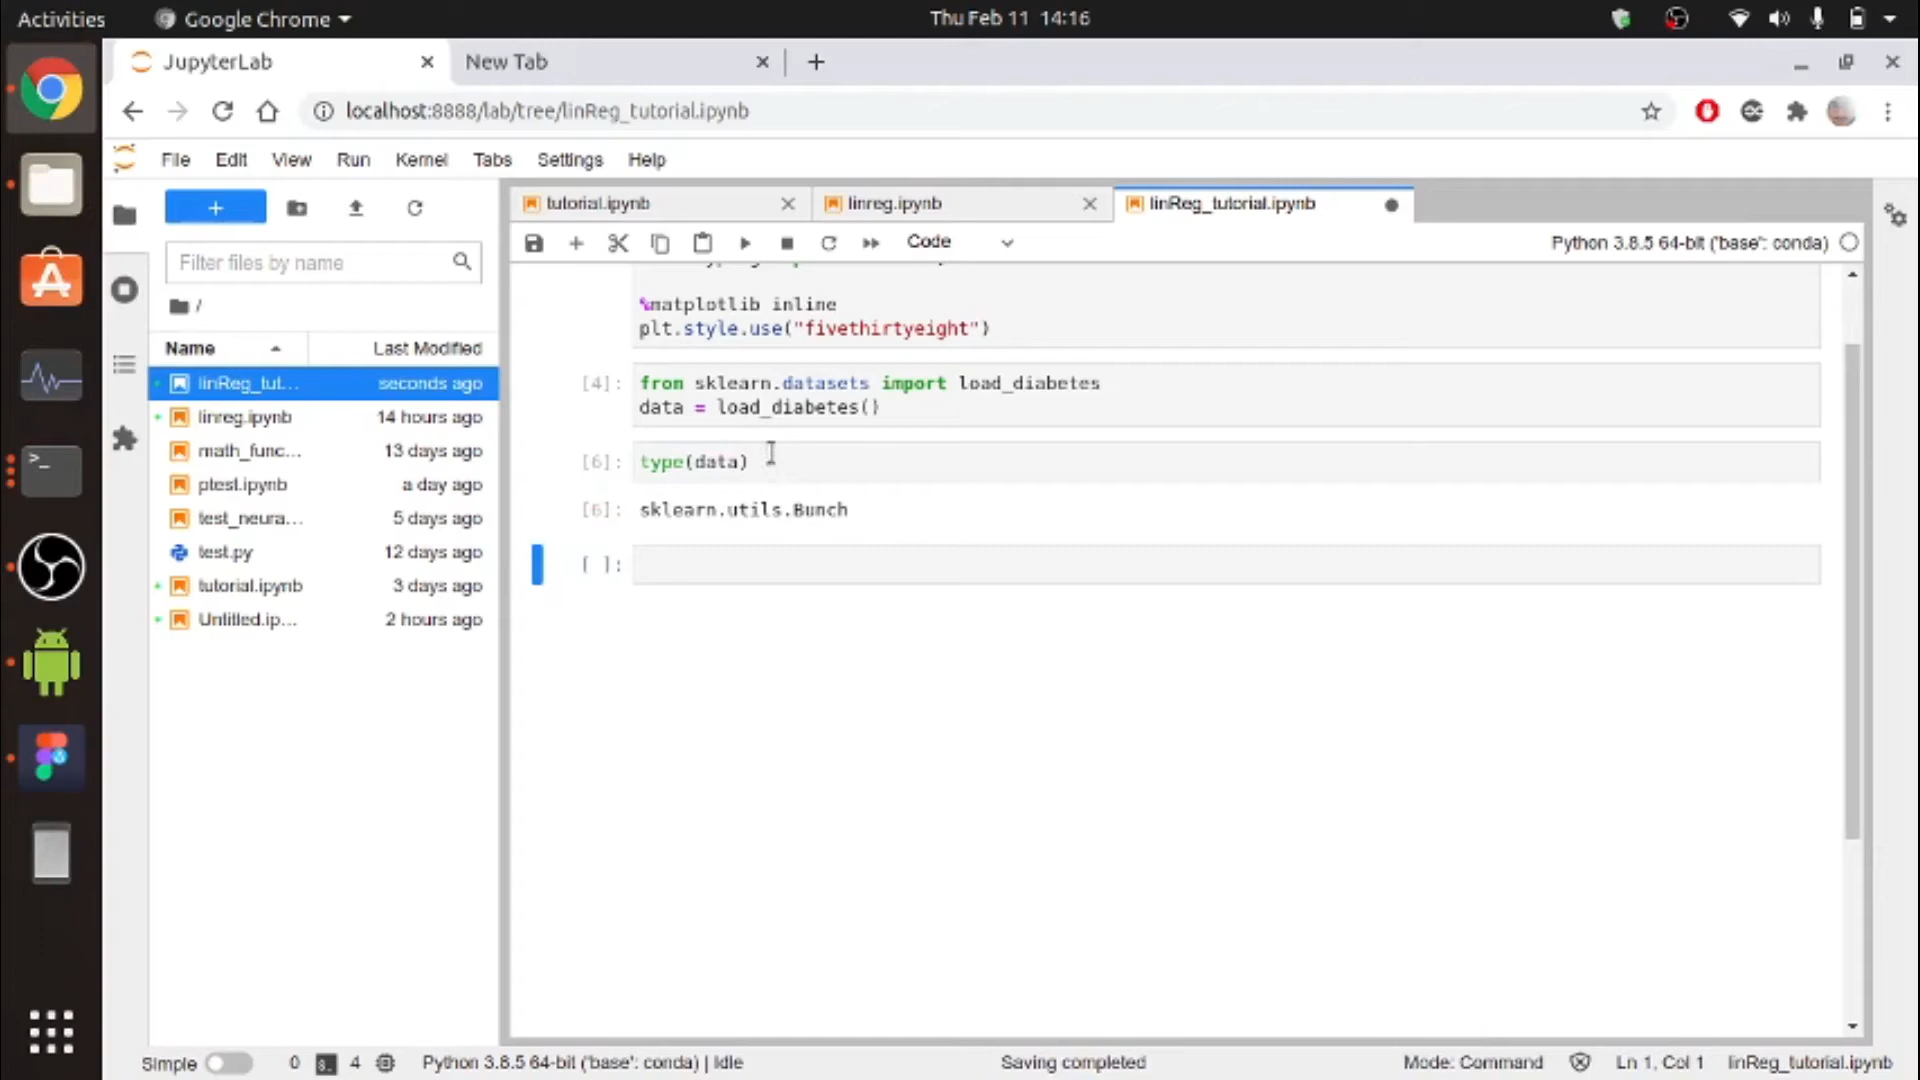 Activities Google Chrome Thu Feb 11 14:16
JupyterLab New Tab
localhost:8888/lab/tree/linReg_tutorial.ipynb
File Edit View Run Kernel Tabs Settings Help
tutorial.ipynb linreg.ipynb linReg_tutorial.ipynb
Code Python 3.8.5 64-bit ('base': conda)
Filter files by name
/
Name Last Modified
linReg_tut... seconds ago
linreg.ipynb 14 hours ago
math_func... 13 days ago
ptest.ipynb a day ago
test_neura... 5 days ago
test.py 12 days ago
tutorial.ipynb 3 days ago
Untitled.ip... 2 hours ago
%matplotlib inline
plt.style.use("fivethirtyeight")
[4]: from sklearn.datasets import load_diabetes
data = load_diabetes()
[6]: type(data)
[6]: sklearn.utils.Bunch
[ ]:
Simple 0 4 Python 3.8.5 64-bit ('base': conda) | Idle Saving completed Mode: Command Ln 1, Col 1 linReg_tutorial.ipynb